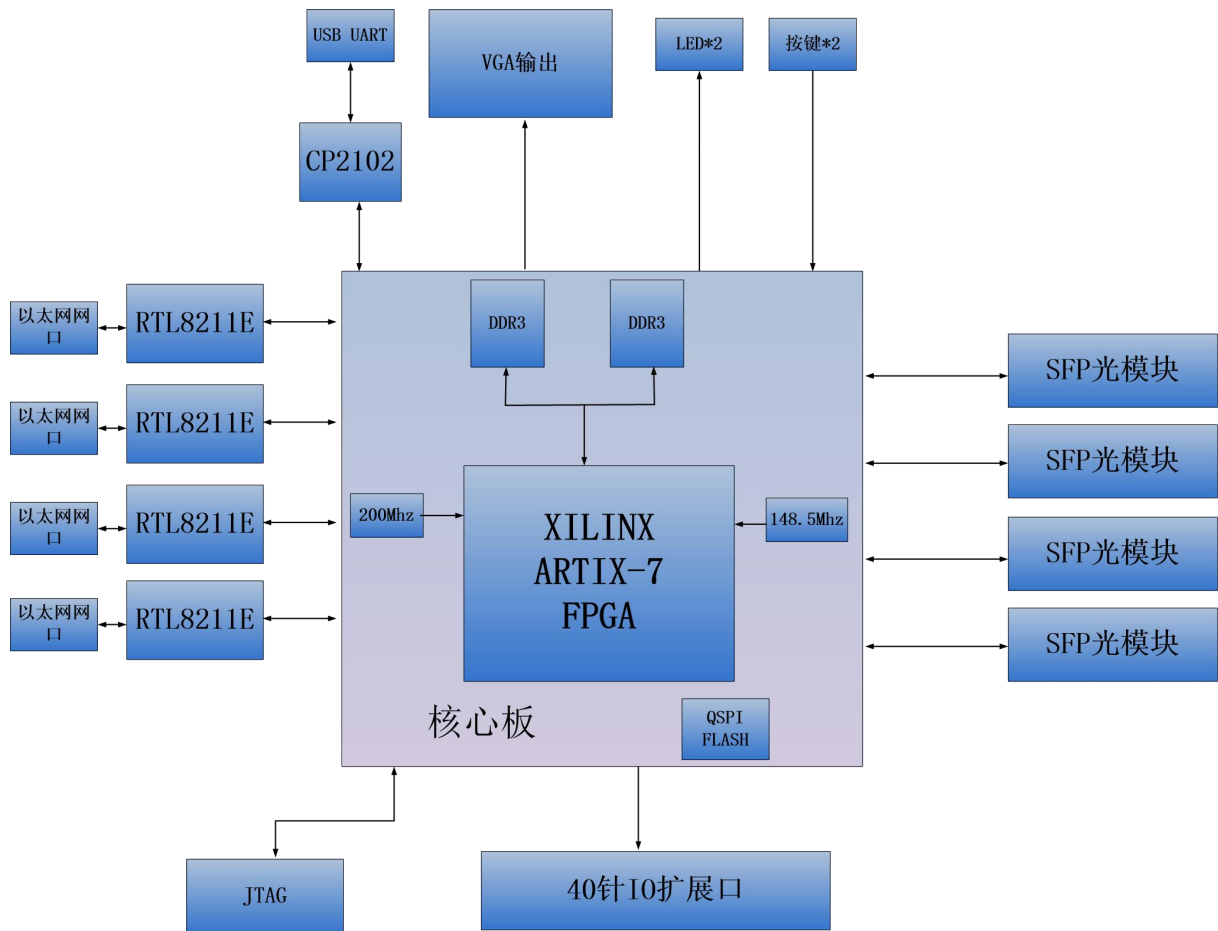 USB UART
VGA输出
LED*2
按键*2
CP2102
DDR3
DDR3
以太网网
口
RTL8211E
SFP光模块
以太网网
口
RTL8211E
SFP光模块
以太网网
口
RTL8211E
200Mhz
XILINX
ARTIX-7
FPGA
148.5Mhz
SFP光模块
以太网网
口
RTL8211E
SFP光模块
核心板
QSPI
FLASH
JTAG
40针IO扩展口